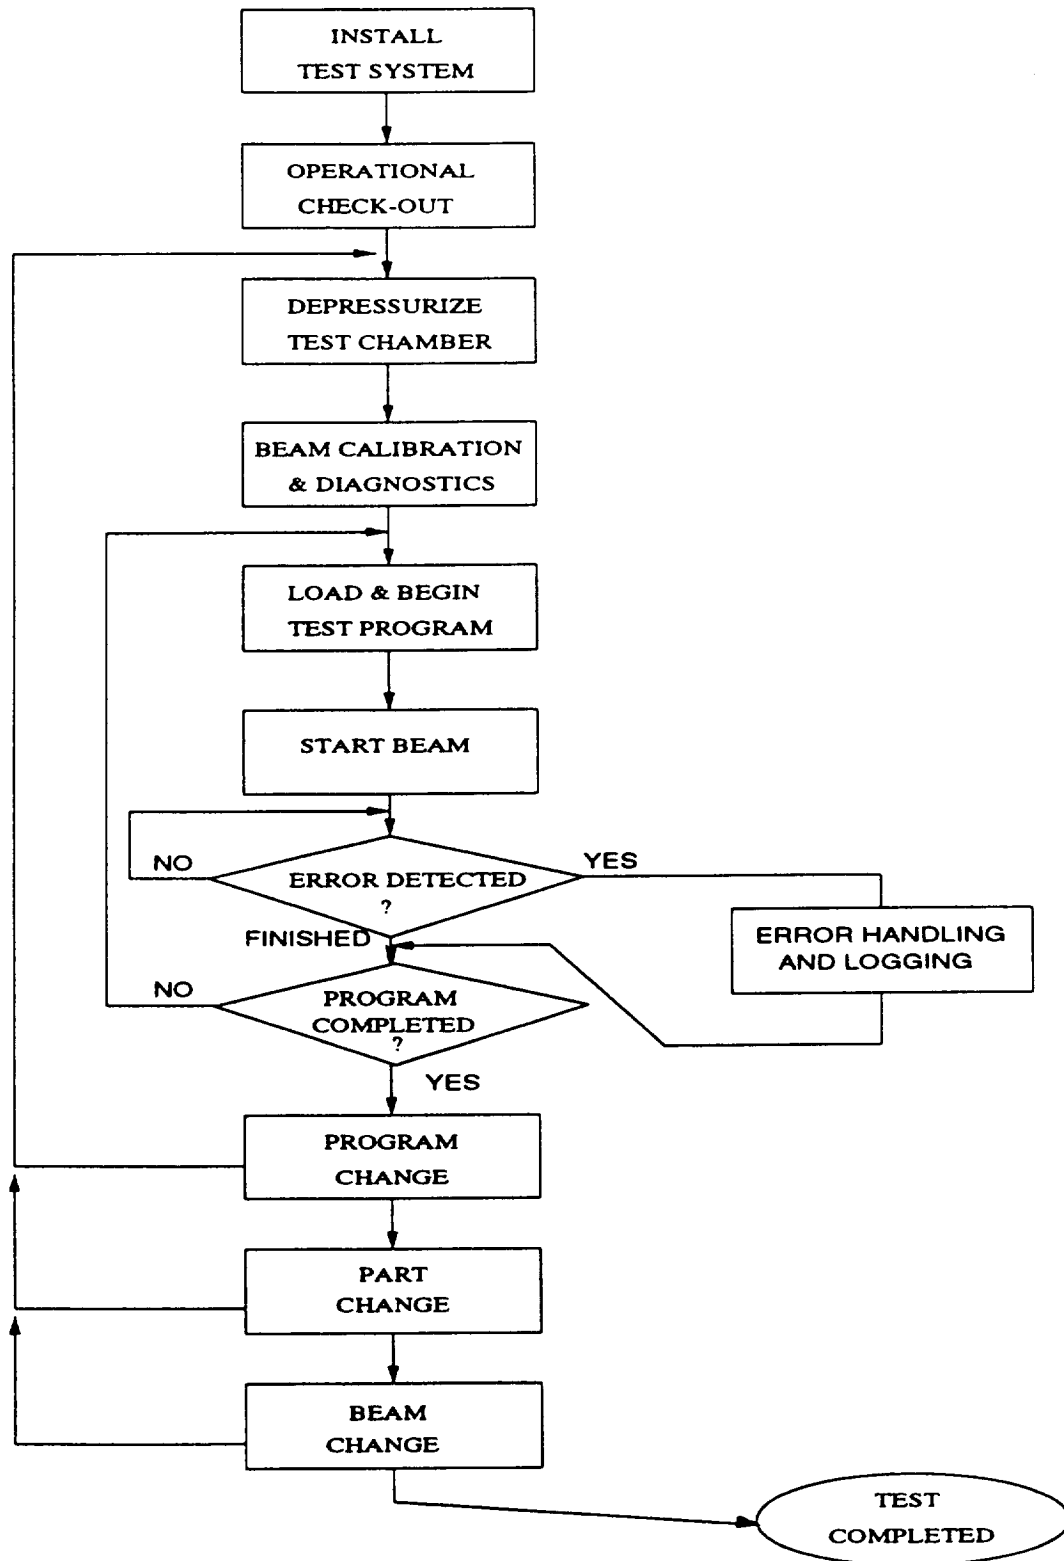 INSTALL
TEST SYSTEM
OPERATIONAL
CHECK-OUT
DEPRESSURIZE
TEST CHAMBER
BEAM CALIBRATION
& DIAGNOSTICS
LOAD & BEGIN
TEST PROGRAM
START BEAM
NO
ERROR DETECTED
?
YES
ERROR HANDLING
AND LOGGING
FINISHED
NO
PROGRAM
COMPLETED
?
YES
PROGRAM
CHANGE
PART
CHANGE
BEAM
CHANGE
TEST
COMPLETED